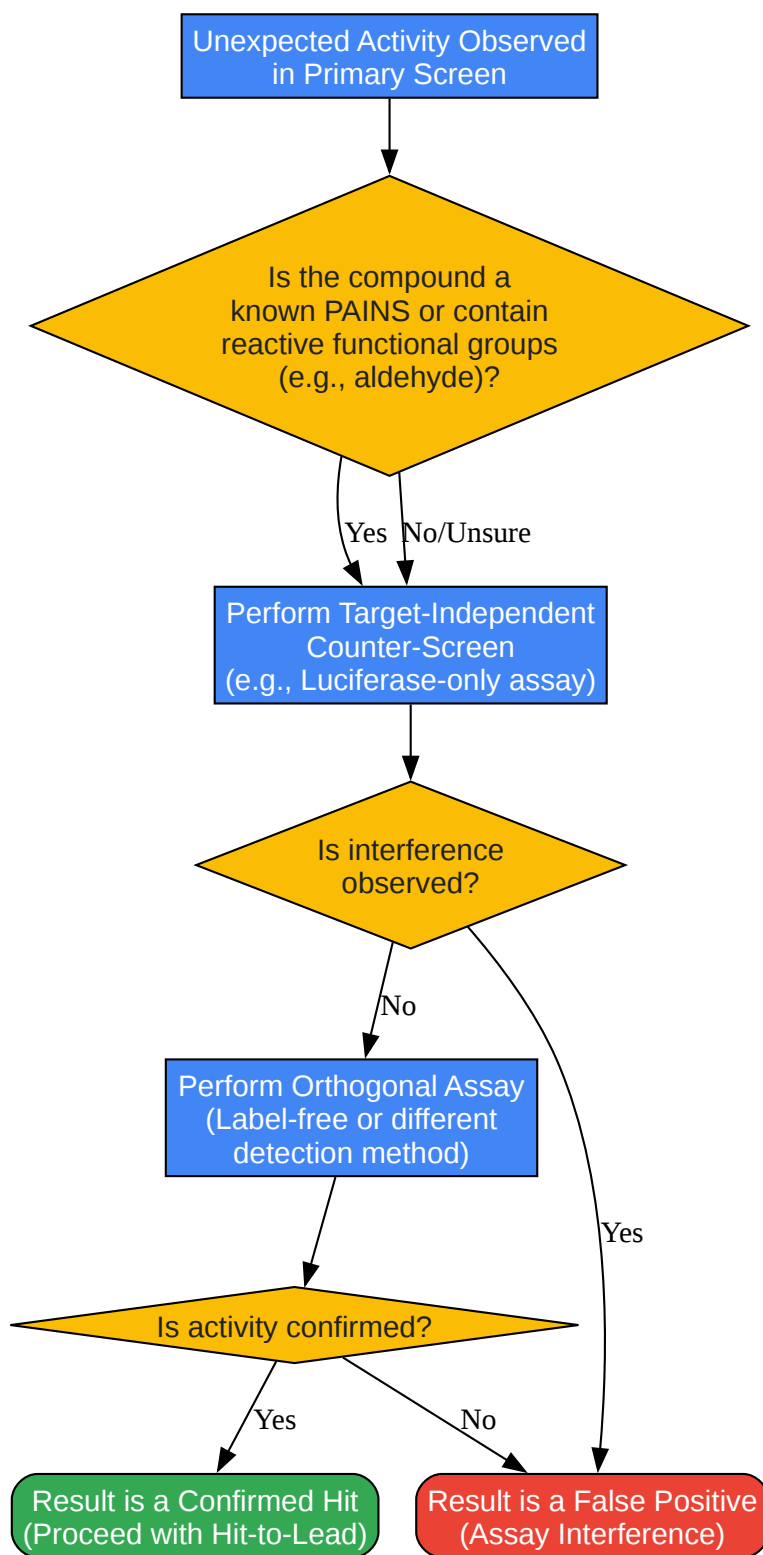 Unexpected Activity Observed
in Primary Screen
Is the compound a
known PAINS or contain
reactive functional groups
(e.g., aldehyde)?
Yes
No/Unsure
Perform Target-Independent
Counter-Screen
(e.g., Luciferase-only assay)
Is interference
observed?
No
Perform Orthogonal Assay
(Label-free or different
detection method)
Yes
Is activity confirmed?
Yes
No
Result is a Confirmed Hit
(Proceed with Hit-to-Lead)
Result is a False Positive
(Assay Interference)